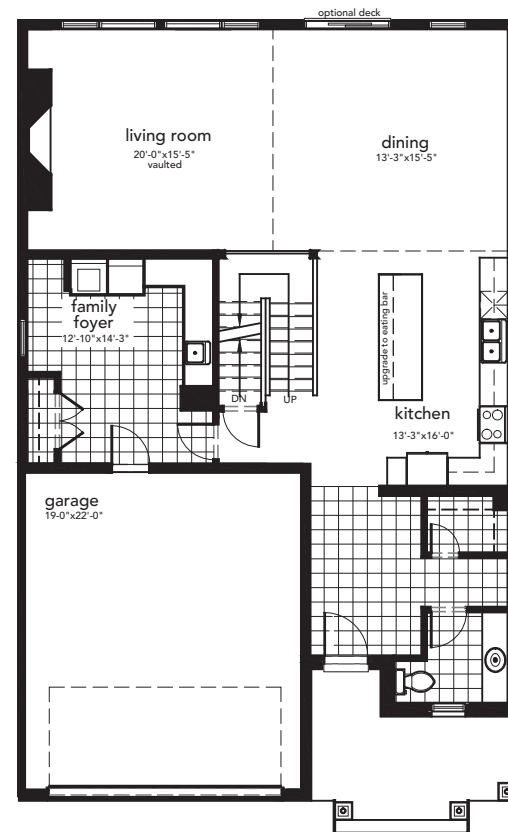 optional deck
living room
20'-0"x15'-5"
vaulted
dining
13'-3"x15'-5"
family
foyer
12'-10"x14'-3"
upgrade to eating bar
DN
UP
kitchen
13'-3"x16'-0"
garage
19-0"x22'-0"